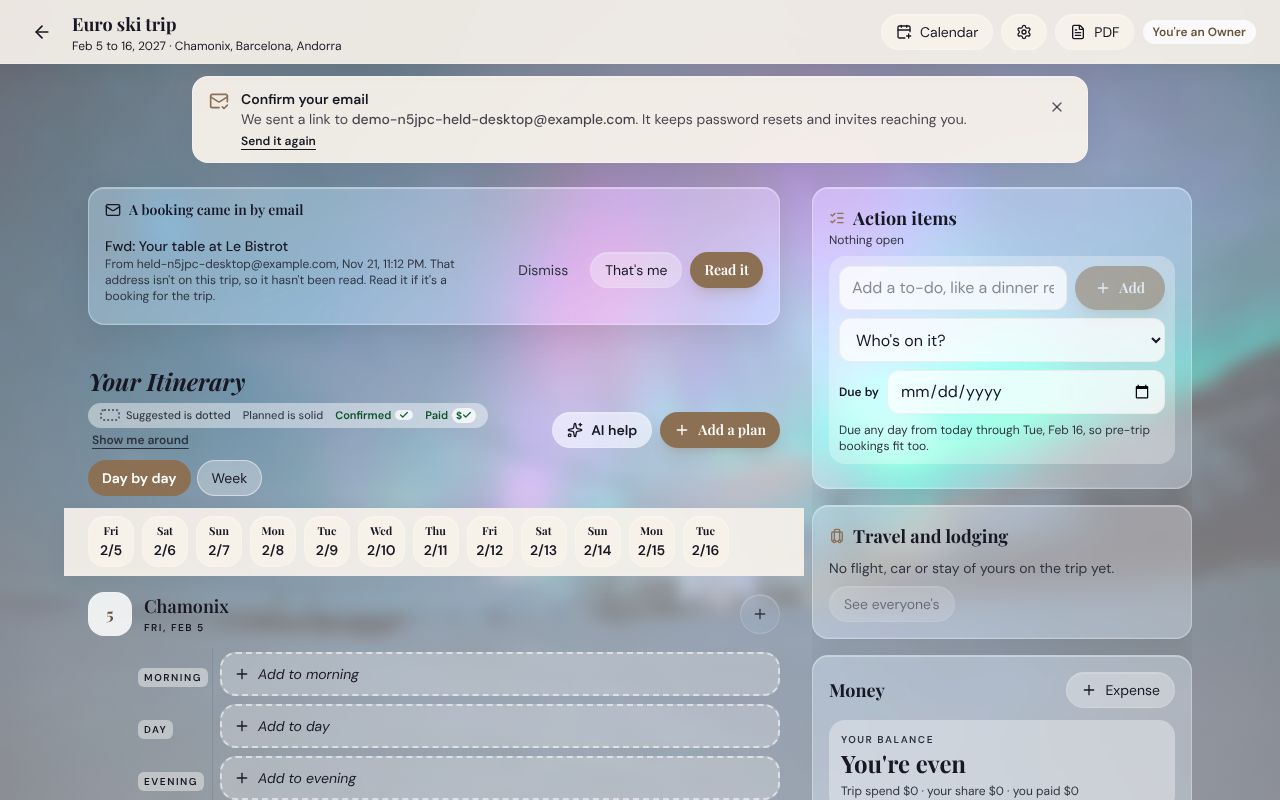 Euro ski trip
Feb 5 to 16, 2027 · Chamonix, Barcelona, Andorra
Calendar
PDF
You're an Owner
Confirm your email
We sent a link to demo-n5jpc-held-desktop@example.com. It keeps password resets and invites reaching you.
Send it again
A booking came in by email
Fwd: Your table at Le Bistrot
From held-n5jpc-desktop@example.com, Nov 21, 11:12 PM. That
address isn't on this trip, so it hasn't been read. Read it if it's a
booking for the trip.
Dismiss
That's me
Read it
Your Itinerary
Suggested is dotted
Planned is solid
Confirmed
Paid
$
Show me around
AI help
Add a plan
Day by day
Week
Fri Sat Sun Mon Tue Wed Thu Fri Sat Sun Mon Tue
2/5 2/6 2/7 2/8 2/9 2/10 2/11 2/12 2/13 2/14 2/15 2/16
5
Chamonix
FRI, FEB 5
MORNING
Add to morning
DAY
Add to day
EVENING
Add to evening
Action items
Nothing open
Add a to-do, like a dinner re
Add
Who's on it?
Due by
mm/dd/yyyy
Due any day from today through Tue, Feb 16, so pre-trip
bookings fit too.
Travel and lodging
No flight, car or stay of yours on the trip yet.
See everyone's
Money
Expense
YOUR BALANCE
You're even
Trip spend $0 · your share $0 · you paid $0